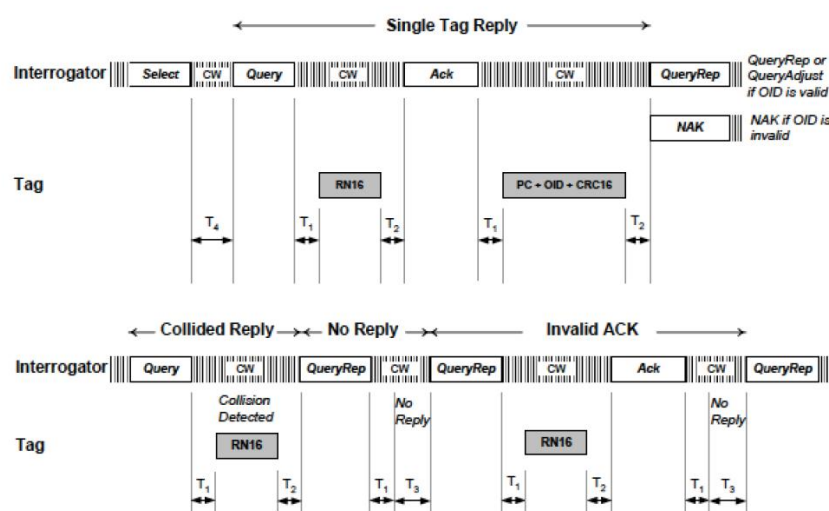 Single Tag Reply
Interrogator Select CW Query CW Ack CW QueryRep QueryRep or
QueryAdjust
if OID is valid
NAK NAK if OID is
invalid
Tag RN16 PC + OID + CRC16
T4 T1 T2 T1 T2
Collided Reply No Reply Invalid ACK
Interrogator Query CW QueryRep CW QueryRep CW Ack CW QueryRep
Collision
Detected
No
Reply
No
Reply
Tag RN16 RN16
T1 T2 T1 T3 T1 T2 T1 T3